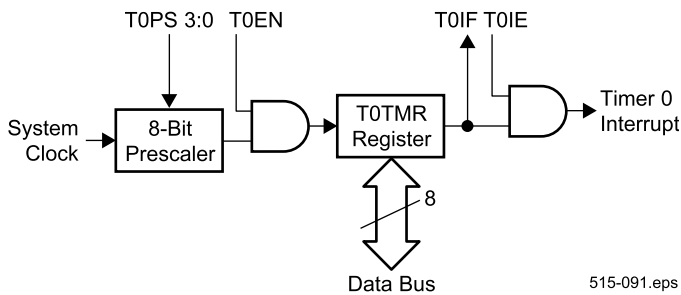 T0PS 3:0 T0EN T0IF T0IE
System
Clock
8-Bit
Prescaler
T0TMR
Register
Timer 0
Interrupt
8
Data Bus
515-091.eps